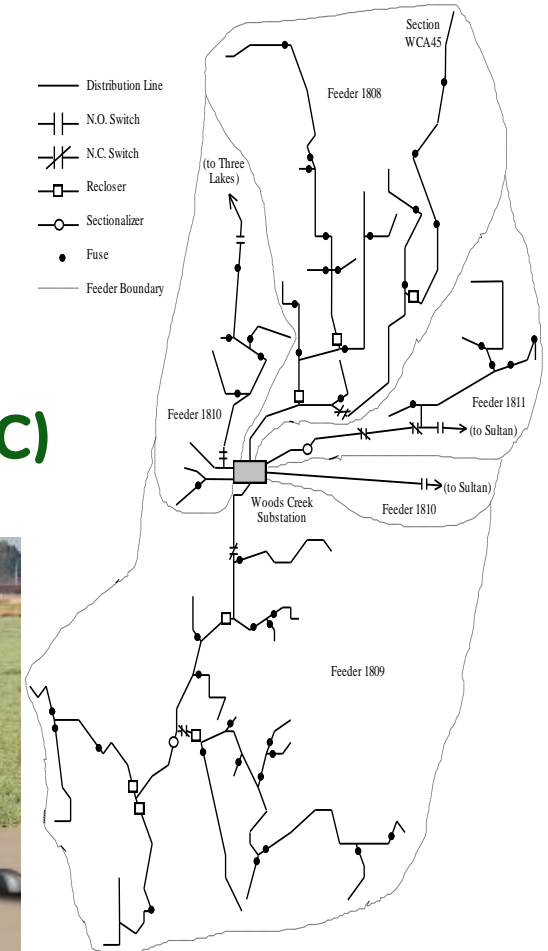 Section
WCA45
Distribution Line
Feeder 1808
N.O. Switch
N.C. Switch
(to Three
Lakes)
Recloser
Sectionalizer
Fuse
Feeder Boundary
Feeder 1810
Feeder 1811
C)
(to Sultan)
(to Sultan)
Woods Creek
Substation
Feeder 1810
Feeder 1809